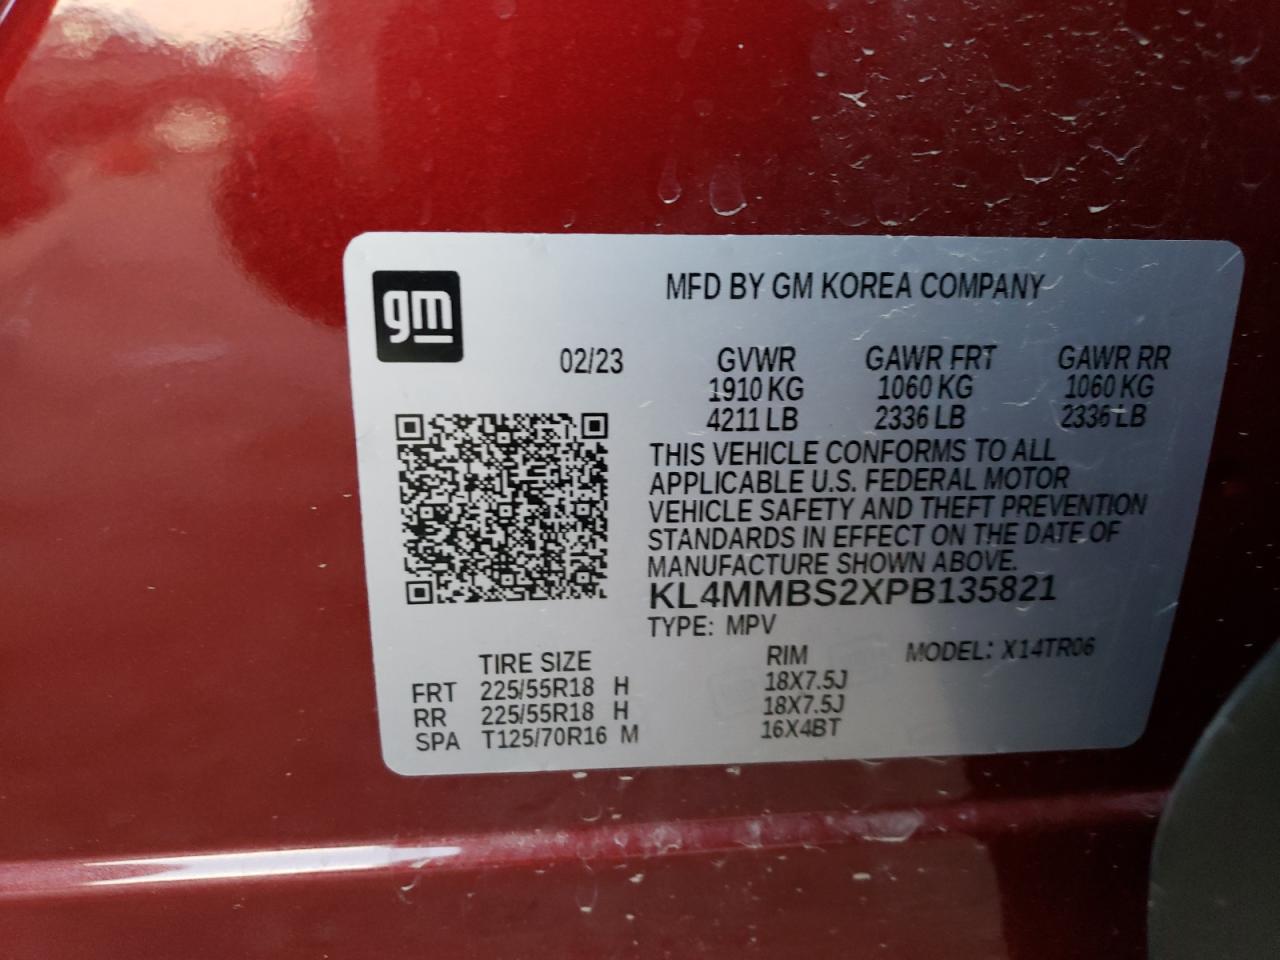 gm
MFD BY GM KOREA COMPANY
02/23 GVWR GAWR FRT GAWR RR
1910 KG 1060 KG 1060 KG
4211 LB 2336 LB 2336 LB
THIS VEHICLE CONFORMS TO ALL
APPLICABLE U.S. FEDERAL MOTOR
VEHICLE SAFETY AND THEFT PREVENTION
STANDARDS IN EFFECT ON THE DATE OF
MANUFACTURE SHOWN ABOVE.
KL4MMBS2XPB135821
TYPE: MPV
TIRE SIZE RIM MODEL: X14TR06
FRT 225/55R18 H 18X7.5J
RR 225/55R18 H 18X7.5J
SPA T125/70R16 M 16X4BT